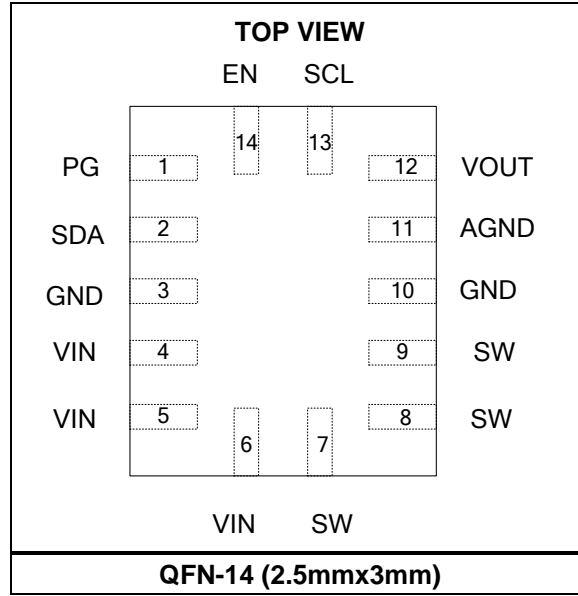 TOP VIEW
EN SCL
14 13
PG 1 12 VOUT
SDA 2 11 AGND
GND 3 10 GND
VIN 4 9 SW
VIN 5 8 SW
6 7
VIN SW
QFN-14 (2.5mmx3mm)